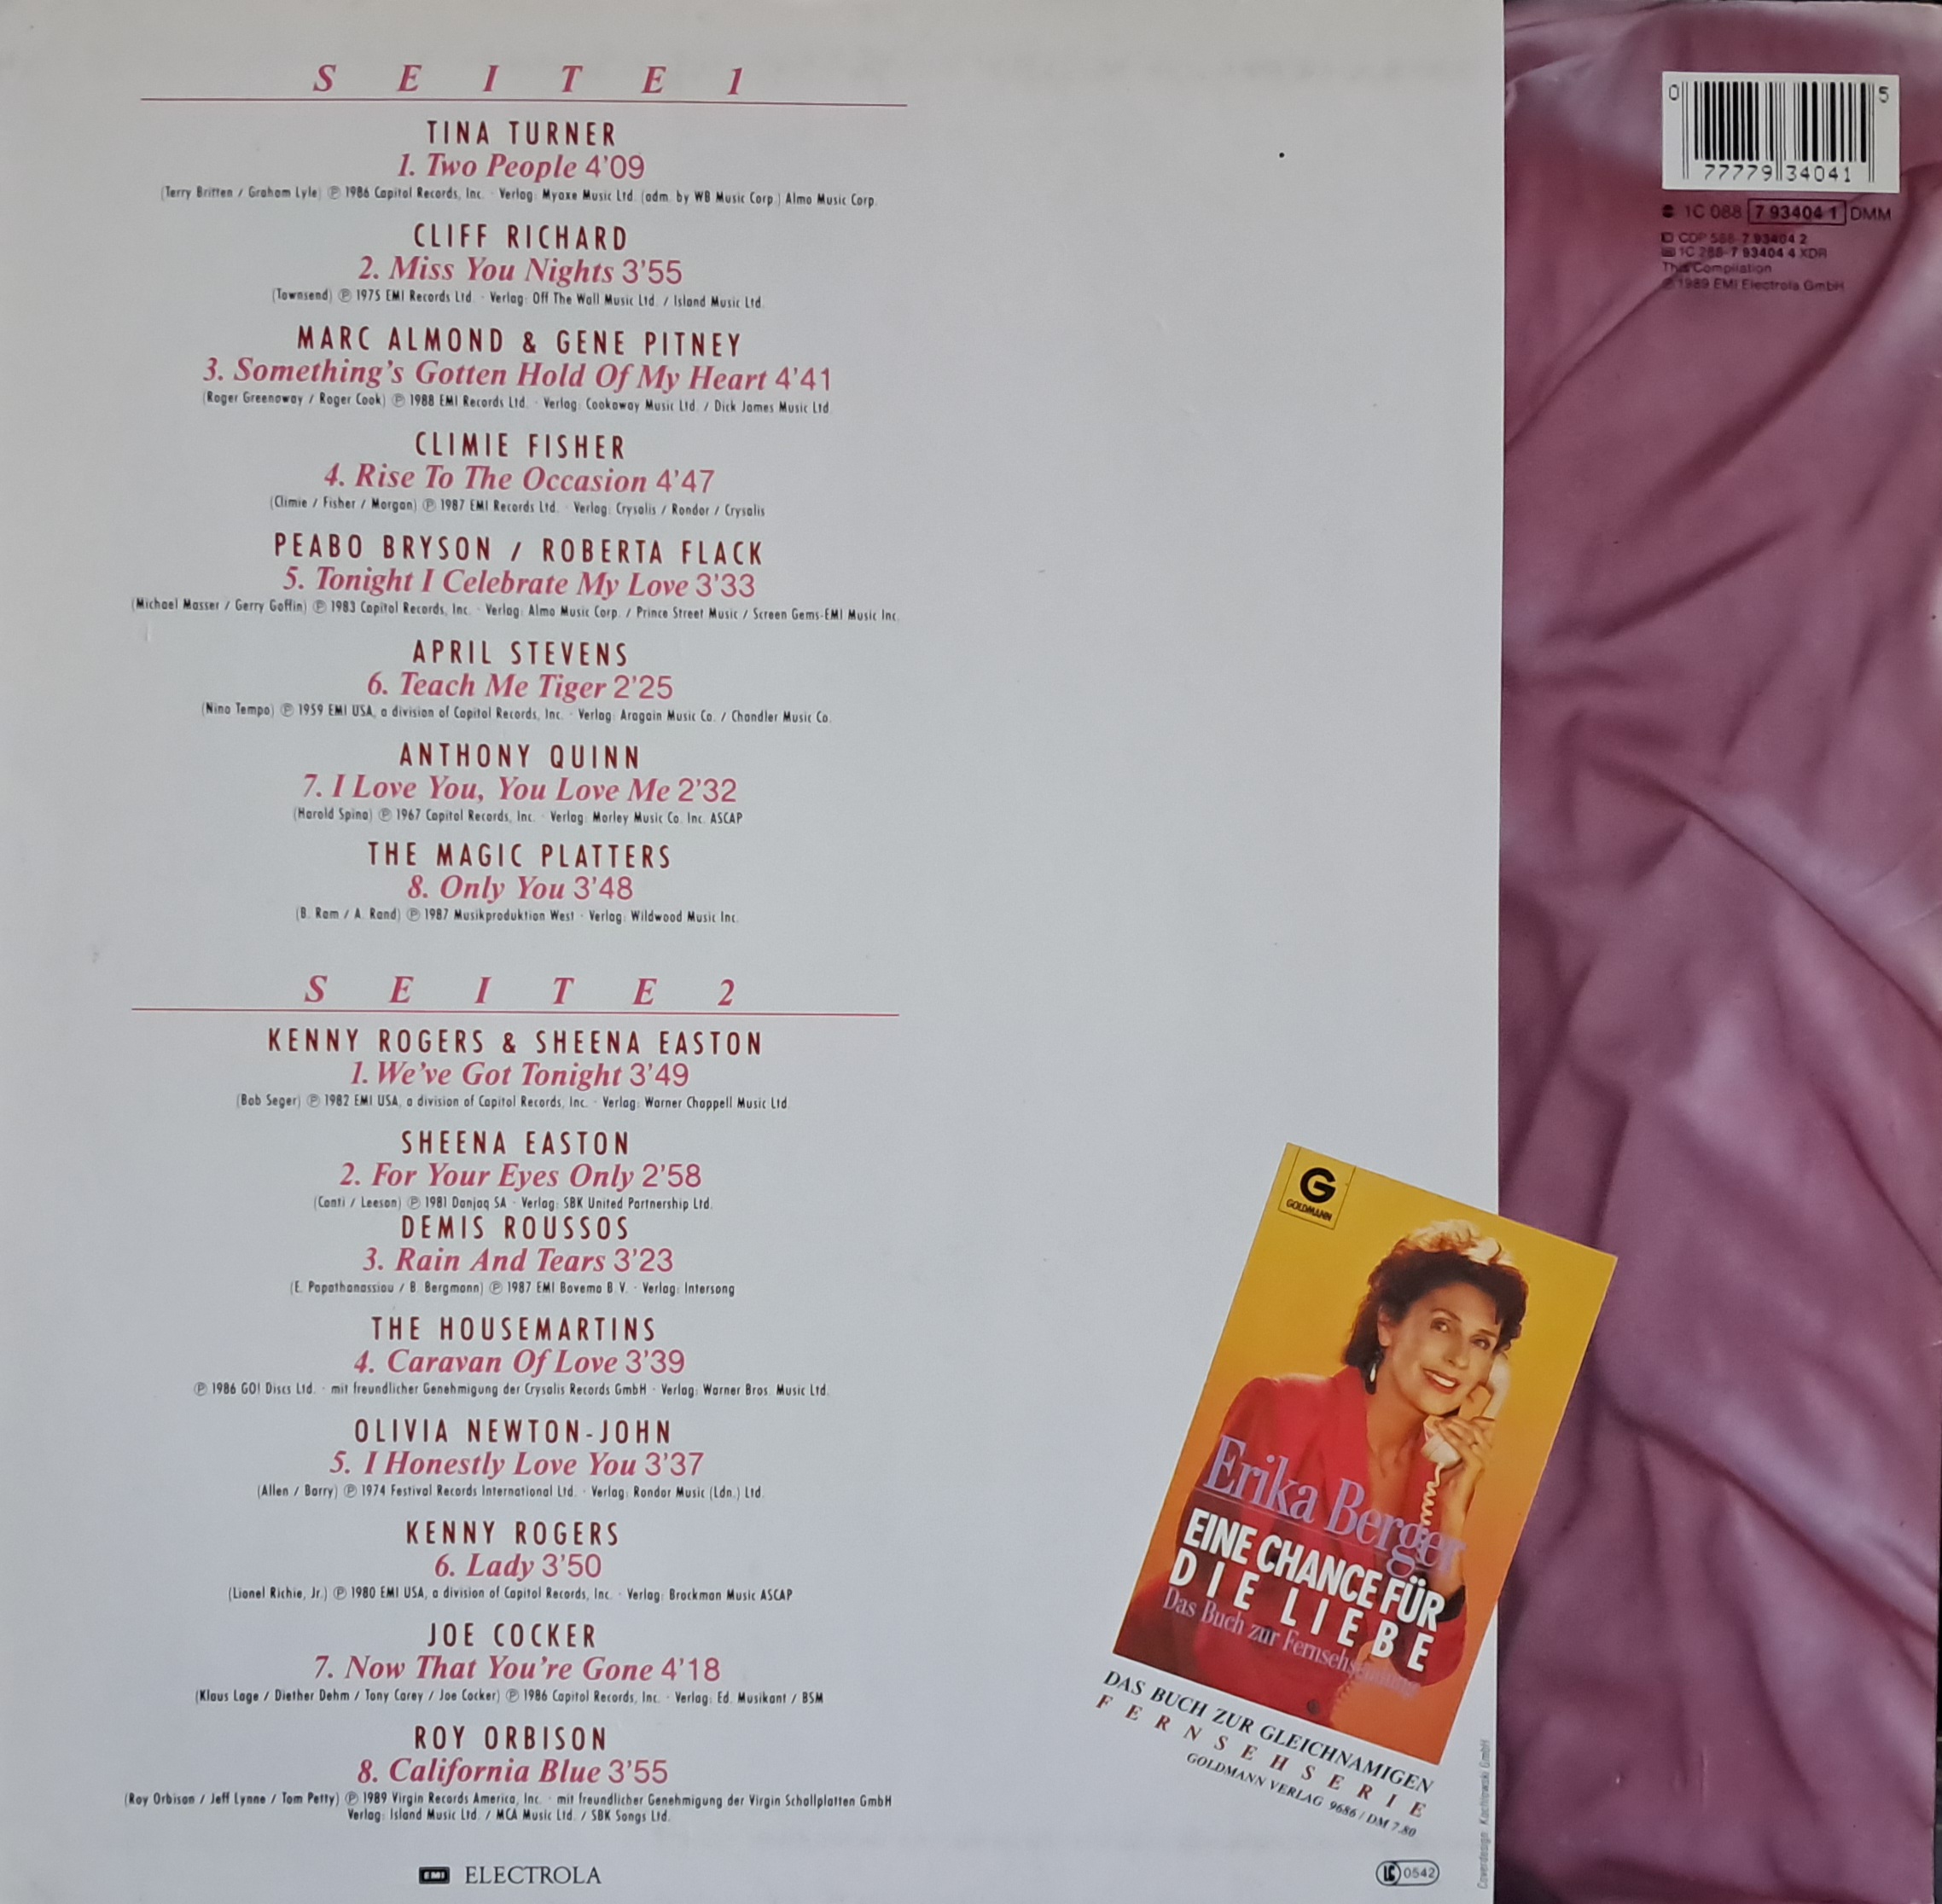 SEITE 1
TINA TURNER
1. Two People 4'09
(Terry Britten / Graham Lyle) ℗ 1986 Capitol Records, Inc. · Verlag: Myaxe Music Ltd. (adm. by WB Music Corp.) Almo Music Corp.
CLIFF RICHARD
2. Miss You Nights 3'55
(Townsend) ℗ 1975 EMI Records Ltd. · Verlag: Off The Wall Music Ltd. / Island Music Ltd.
MARC ALMOND & GENE PITNEY
3. Something's Gotten Hold Of My Heart 4'41
(Roger Greenaway / Roger Cook) ℗ 1988 EMI Records Ltd. · Verlag: Cookaway Music Ltd. / Dick James Music Ltd.
CLIMIE FISHER
4. Rise To The Occasion 4'47
(Climie / Fisher / Morgan) ℗ 1987 EMI Records Ltd. · Verlag: Crysalis / Rondor / Crysalis
PEABO BRYSON / ROBERTA FLACK
5. Tonight I Celebrate My Love 3'33
(Michael Masser / Gerry Goffin) ℗ 1983 Capitol Records, Inc. · Verlag: Almo Music Corp. / Prince Street Music / Screen Gems-EMI Music Inc.
APRIL STEVENS
6. Teach Me Tiger 2'25
(Nino Tempo) ℗ 1959 EMI USA, a division of Capitol Records, Inc. · Verlag: Aragain Music Co. / Chandler Music Co.
ANTHONY QUINN
7. I Love You, You Love Me 2'32
(Harold Spina) ℗ 1967 Capitol Records, Inc. · Verlag: Morley Music Co. Inc. ASCAP
THE MAGIC PLATTERS
8. Only You 3'48
(B. Ram / A. Rand) ℗ 1987 Musikproduktion West · Verlag: Wildwood Music Inc.
SEITE 2
KENNY ROGERS & SHEENA EASTON
1. We've Got Tonight 3'49
(Bob Seger) ℗ 1982 EMI USA, a division of Capitol Records, Inc. · Verlag: Warner Chappell Music Ltd.
SHEENA EASTON
2. For Your Eyes Only 2'58
(Conti / Leeson) ℗ 1981 Danjaq SA · Verlag: SBK United Partnership Ltd.
DEMIS ROUSSOS
3. Rain And Tears 3'23
(E. Papathanassiou / B. Bergmann) ℗ 1987 EMI Bovema B.V. · Verlag: Intersong
THE HOUSEMARTINS
4. Caravan Of Love 3'39
℗ 1986 GO! Discs Ltd. · mit freundlicher Genehmigung der Crysalis Records GmbH · Verlag: Warner Bros. Music Ltd.
OLIVIA NEWTON-JOHN
5. I Honestly Love You 3'37
(Allen / Barry) ℗ 1974 Festival Records International Ltd. · Verlag: Rondor Music (Ldn.) Ltd.
KENNY ROGERS
6. Lady 3'50
(Lionel Richie, Jr.) ℗ 1980 EMI USA, a division of Capitol Records, Inc. · Verlag: Brockman Music ASCAP
JOE COCKER
7. Now That You're Gone 4'18
(Klaus Lage / Diether Dehm / Tony Carey / Joe Cocker) ℗ 1986 Capitol Records, Inc. · Verlag: Ed. Musikant / BSM
ROY ORBISON
8. California Blue 3'55
(Roy Orbison / Jeff Lynne / Tom Petty) ℗ 1989 Virgin Records America, Inc. · mit freundlicher Genehmigung der Virgin Schallplatten GmbH
Verlag: Island Music Ltd. / MCA Music Ltd. / SBK Songs Ltd.
EMI ELECTROLA
0 77779 34041 5
1C 088 7 93404 1 DMM
CDP 588-7 93404 2
1C 288-7 93404 4 XDR
This Compilation
℗ 1989 EMI Electrola GmbH
G
GOLDMANN
Erika Berger
EINE CHANCE FÜR
DIE LIEBE
Das Buch zur Fernsehsendung
DAS BUCH ZUR GLEICHNAMIGEN
FERNSEHSERIE
GOLDMANN VERLAG 9686 / DM 7.80
LC 0542
Coverdesign: Kachlowski GmbH